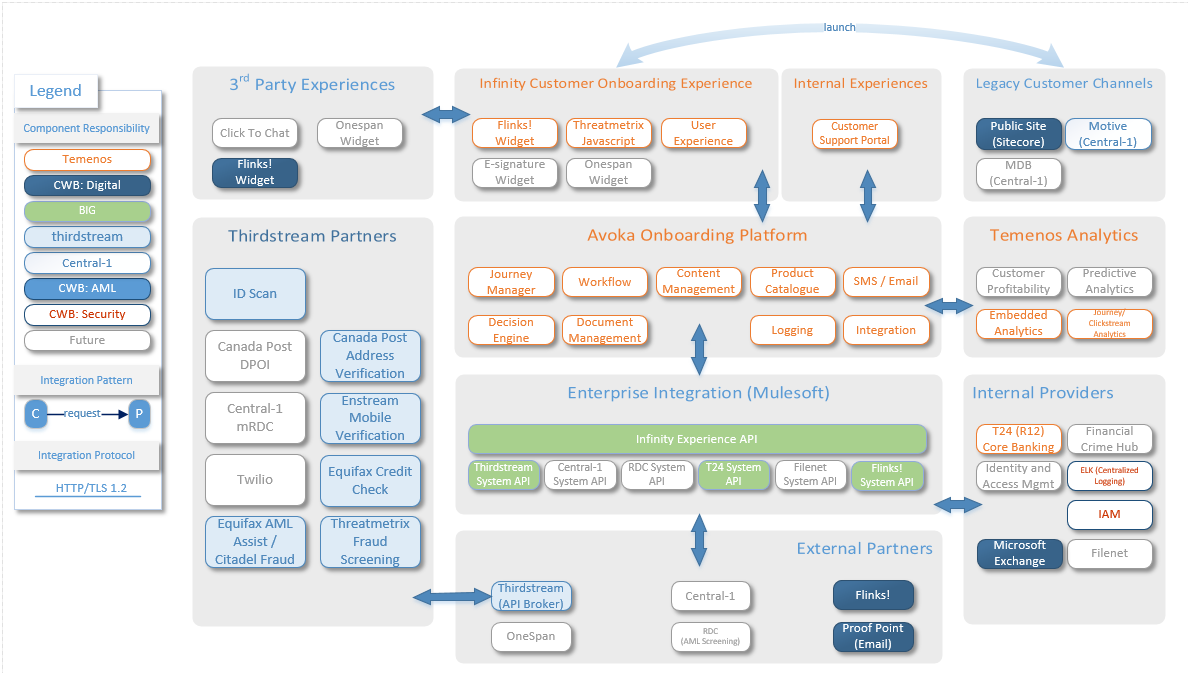 launch
Legend
Component Responsibility
Temenos
CWB: Digital
BIG
thirdstream
Central-1
CWB: AML
CWB: Security
Future
Integration Pattern
C
request
P
Integration Protocol
HTTP/TLS 1.2
3rd Party Experiences
Click To Chat
Onespan
Widget
Flinks!
Widget
Infinity Customer Onboarding Experience
Flinks!
Widget
Threatmetrix
Javascript
User
Experience
E-signature
Widget
Onespan
Widget
Internal Experiences
Customer
Support Portal
Legacy Customer Channels
Public Site
(Sitecore)
Motive
(Central-1)
MDB
(Central-1)
Thirdstream Partners
ID Scan
Canada Post
DPOI
Canada Post
Address
Verification
Central-1
mRDC
Enstream
Mobile
Verification
Twilio
Equifax Credit
Check
Equifax AML
Assist /
Citadel Fraud
Threatmetrix
Fraud
Screening
Avoka Onboarding Platform
Journey
Manager
Workflow
Content
Management
Product
Catalogue
SMS / Email
Decision
Engine
Document
Management
Logging
Integration
Temenos Analytics
Customer
Profitability
Predictive
Analytics
Embedded
Analytics
Journey/
Clickstream
Analytics
Enterprise Integration (Mulesoft)
Infinity Experience API
Thirdstream
System API
Central-1
System API
RDC System
API
T24 System
API
Filenet System
API
Flinks!
System API
Internal Providers
T24 (R12)
Core Banking
Financial
Crime Hub
Identity and
Access Mgmt
ELK (Centralized
Logging)
IAM
Microsoft
Exchange
Filenet
External Partners
Thirdstream
(API Broker)
Central-1
Flinks!
OneSpan
RDC
(AML Screening)
Proof Point
(Email)